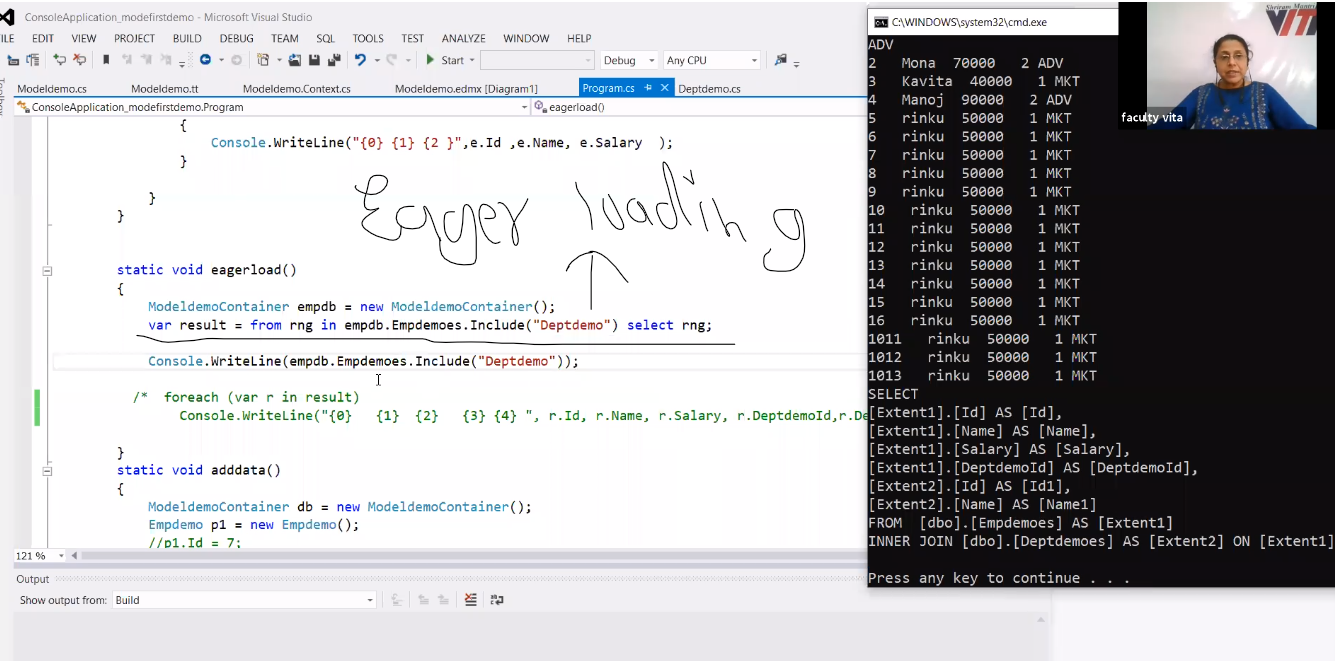 ConsoleApplication_modefirstdemo - Microsoft Visual Studio
ILE EDIT VIEW PROJECT BUILD DEBUG TEAM SQL TOOLS TEST ANALYZE WINDOW HELP
Start Debug Any CPU
Modeldemo.cs Modeldemo.tt Modeldemo.Context.cs Modeldemo.edmx [Diagram1] Program.cs Deptdemo.cs
ConsoleApplication_modefirstdemo.Program eagerload()
{
Console.WriteLine("{0} {1} {2 }",e.Id ,e.Name, e.Salary );
}
}
}
Eager loading
static void eagerload()
{
ModeldemoContainer empdb = new ModeldemoContainer();
var result = from rng in empdb.Empdemoes.Include("Deptdemo") select rng;
Console.WriteLine(empdb.Empdemoes.Include("Deptdemo"));
/* foreach (var r in result)
Console.WriteLine("{0} {1} {2} {3} {4} ", r.Id, r.Name, r.Salary, r.DeptdemoId,r.De
}
static void adddata()
{
ModeldemoContainer db = new ModeldemoContainer();
Empdemo p1 = new Empdemo();
//p1.Id = 7;
121 %
Output
Show output from: Build
C:\WINDOWS\system32\cmd.exe
ADV
2 Mona 70000 2 ADV
3 Kavita 40000 1 MKT
4 Manoj 90000 2 ADV
5 rinku 50000 1 MKT
6 rinku 50000 1 MKT
7 rinku 50000 1 MKT
8 rinku 50000 1 MKT
9 rinku 50000 1 MKT
10 rinku 50000 1 MKT
11 rinku 50000 1 MKT
12 rinku 50000 1 MKT
13 rinku 50000 1 MKT
14 rinku 50000 1 MKT
15 rinku 50000 1 MKT
16 rinku 50000 1 MKT
1011 rinku 50000 1 MKT
1012 rinku 50000 1 MKT
1013 rinku 50000 1 MKT
SELECT
[Extent1].[Id] AS [Id],
[Extent1].[Name] AS [Name],
[Extent1].[Salary] AS [Salary],
[Extent1].[DeptdemoId] AS [DeptdemoId],
[Extent2].[Id] AS [Id1],
[Extent2].[Name] AS [Name1]
FROM [dbo].[Empdemoes] AS [Extent1]
INNER JOIN [dbo].[Deptdemoes] AS [Extent2] ON [Extent1]
Press any key to continue . . .
VIT
faculty vita